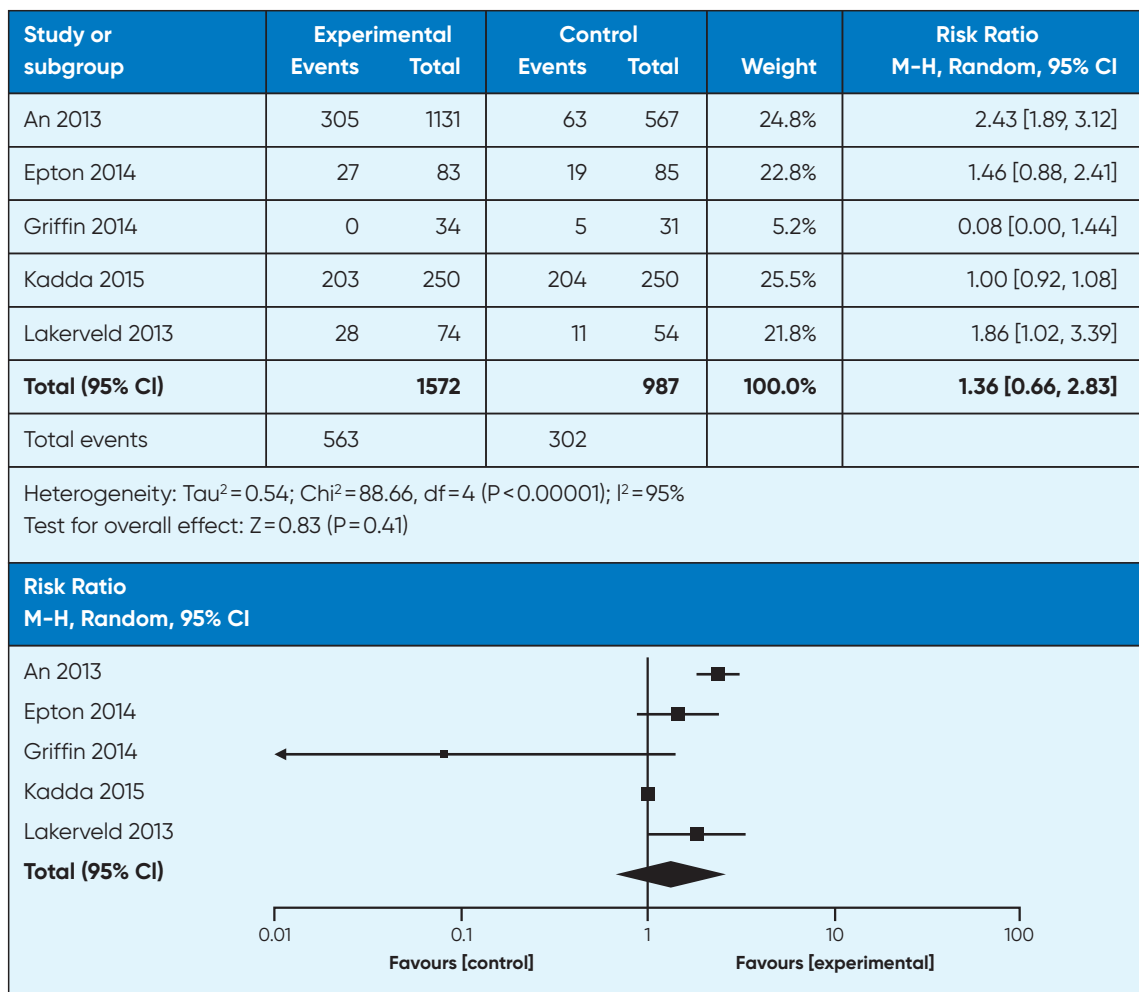 Study or subgroup Experimental Control Risk Ratio
Events Total Events Total Weight M-H, Random, 95% CI
An 2013 305 1131 63 567 24.8% 2.43 [1.89, 3.12]
Epton 2014 27 83 19 85 22.8% 1.46 [0.88, 2.41]
Griffin 2014 0 34 5 31 5.2% 0.08 [0.00, 1.44]
Kadda 2015 203 250 204 250 25.5% 1.00 [0.92, 1.08]
Lakerveld 2013 28 74 11 54 21.8% 1.86 [1.02, 3.39]
Total (95% CI) 1572 987 100.0% 1.36 [0.66, 2.83]
Total events 563 302
Heterogeneity: Tau²=0.54; Chi²=88.66, df=4 (P<0.00001); I²=95%
Test for overall effect: Z=0.83 (P=0.41)
Risk Ratio
M-H, Random, 95% CI
An 2013
Epton 2014
Griffin 2014
Kadda 2015
Lakerveld 2013
Total (95% CI)
0.01 0.1 1 10 100
Favours [control] Favours [experimental]